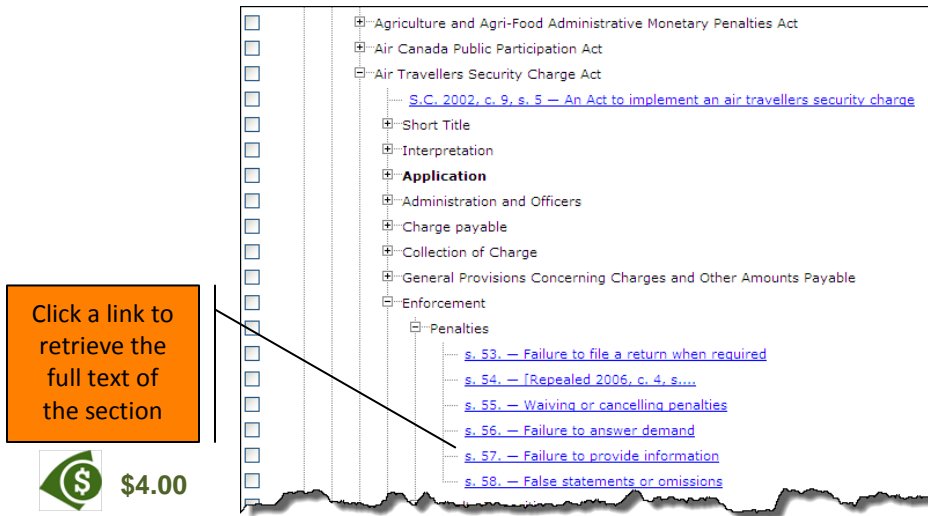 Agriculture and Agri-Food Administrative Monetary Penalties Act
Air Canada Public Participation Act
Air Travellers Security Charge Act
S.C. 2002, c. 9, s. 5 — An Act to implement an air travellers security charge
Short Title
Interpretation
Application
Administration and Officers
Charge payable
Collection of Charge
General Provisions Concerning Charges and Other Amounts Payable
Enforcement
Penalties
s. 53. — Failure to file a return when required
s. 54. — [Repealed 2006, c. 4, s....
s. 55. — Waiving or cancelling penalties
s. 56. — Failure to answer demand
s. 57. — Failure to provide information
s. 58. — False statements or omissions
Click a link to
retrieve the
full text of
the section
$
$4.00